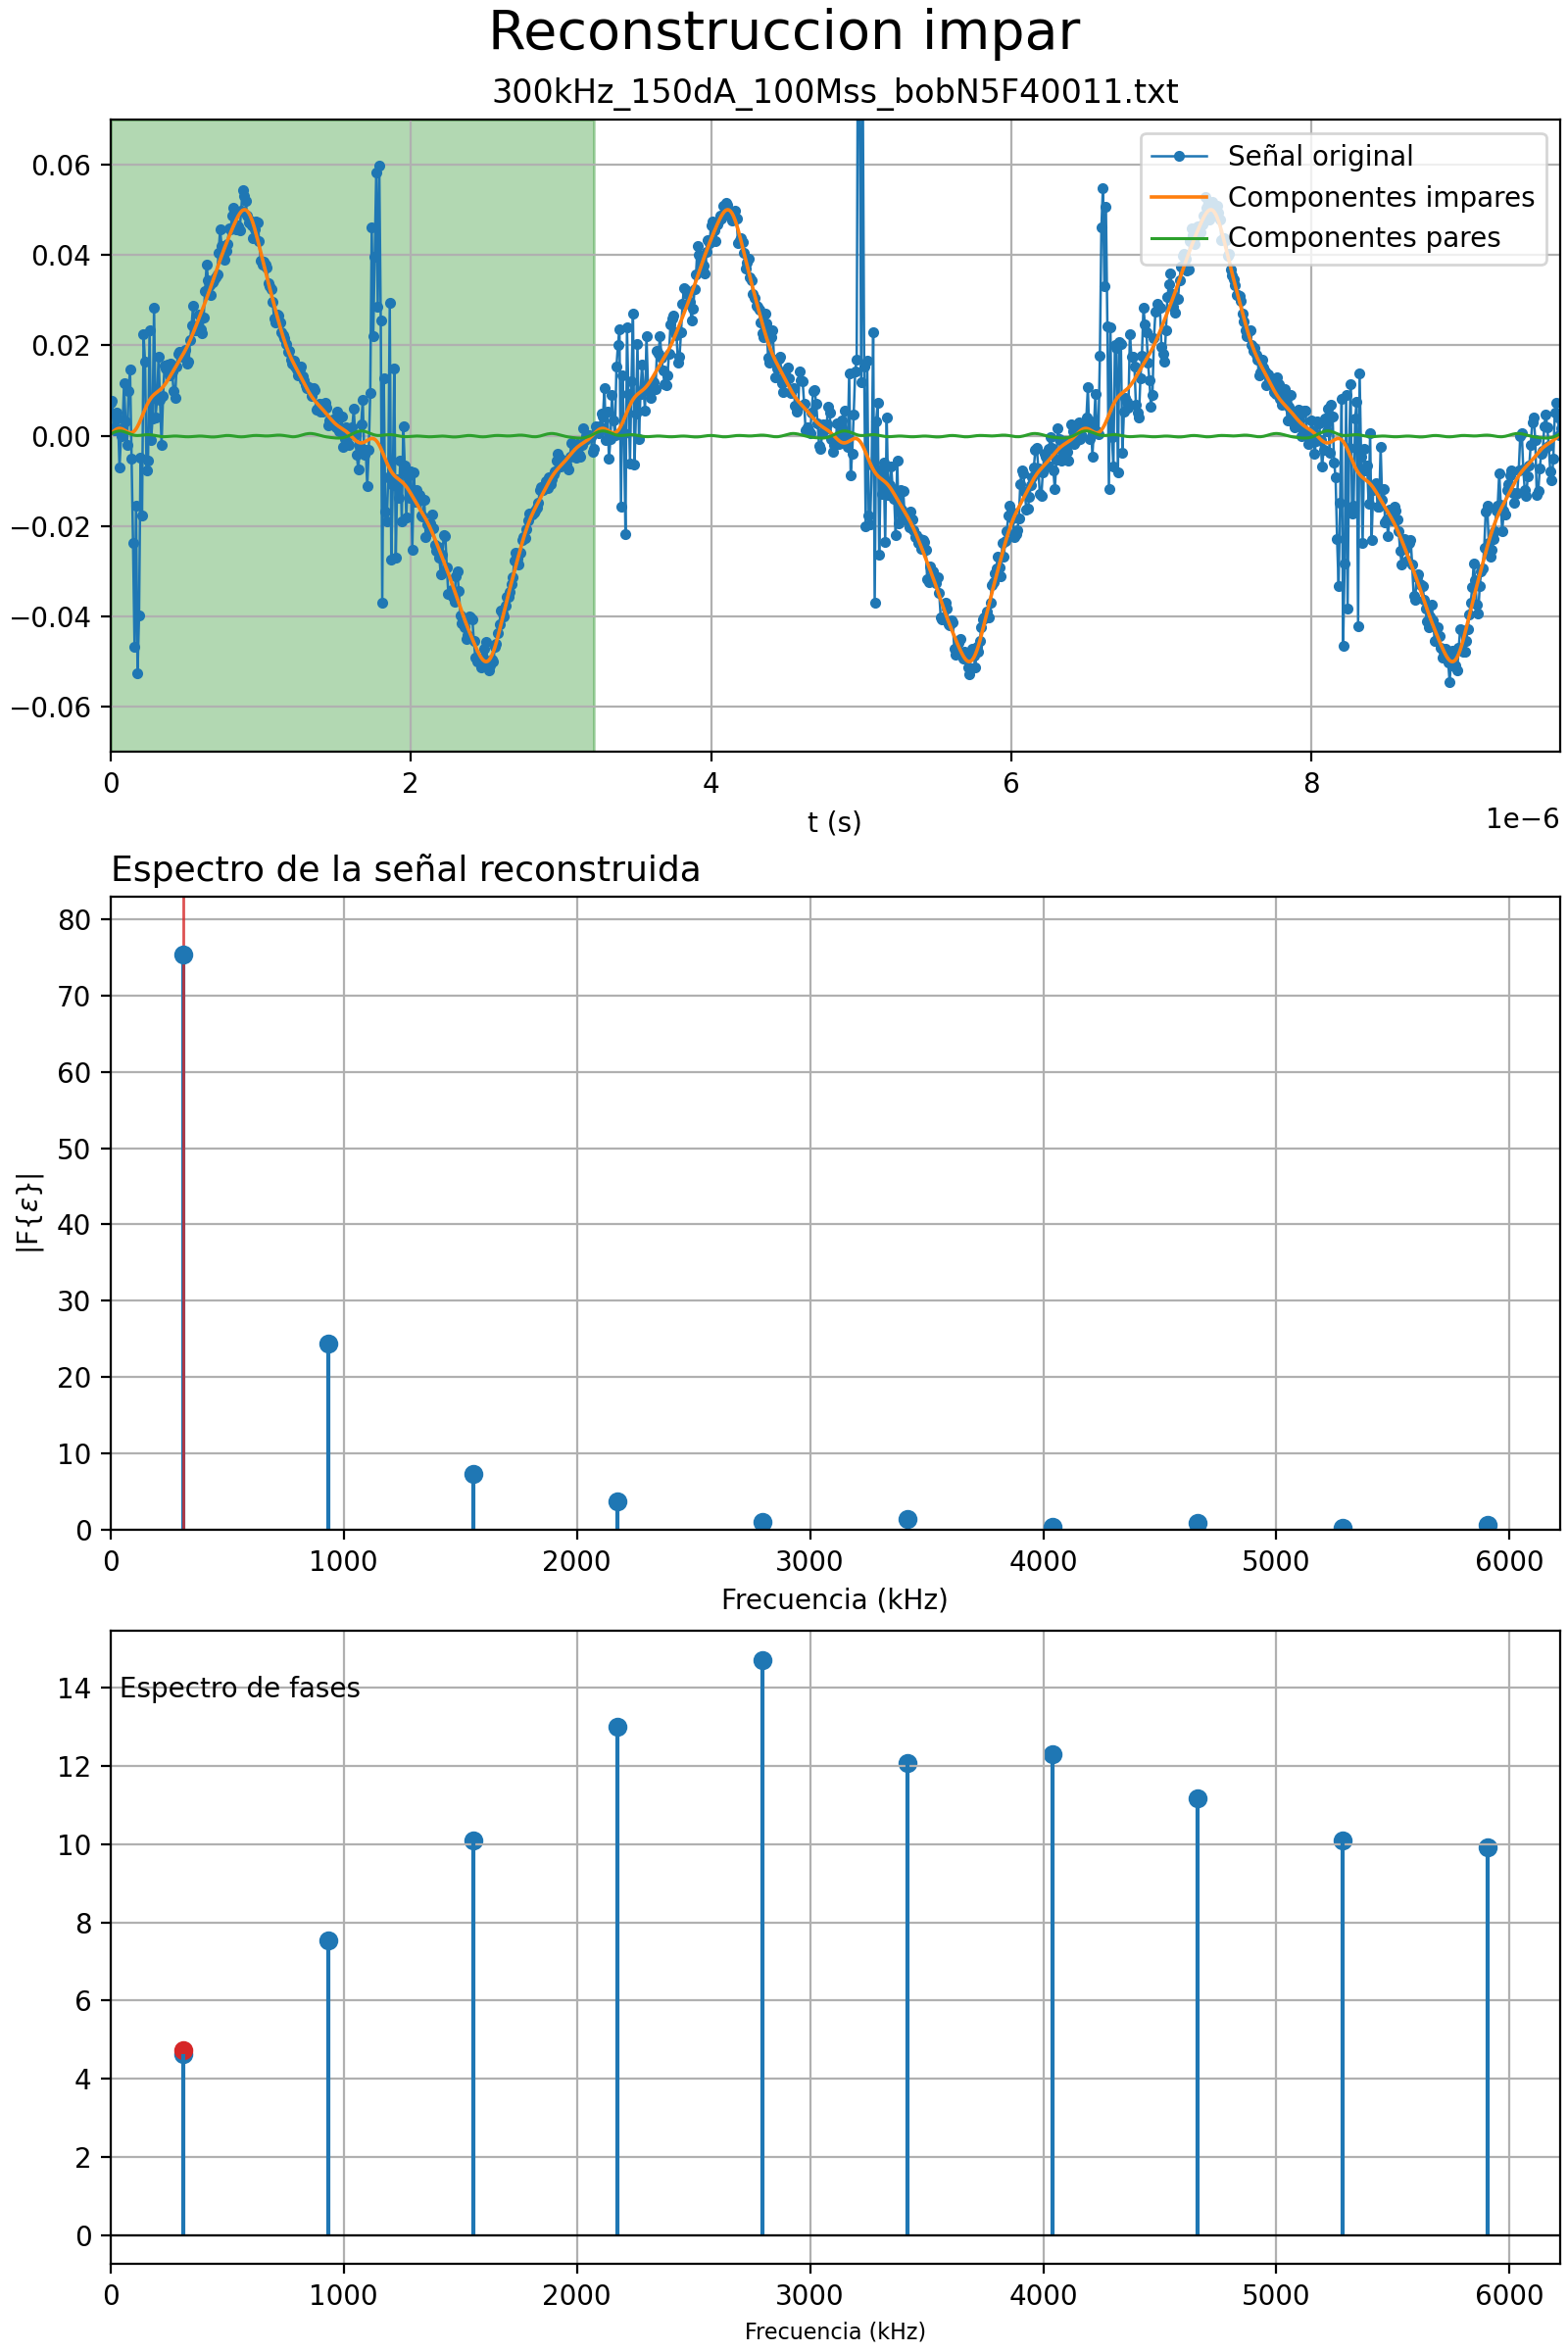 Reconstruccion impar
300kHz_150dA_100Mss_bobN5F40011.txt
0.06
0.04
0.02
0.00
−0.02
−0.04
−0.06
Señal original
Componentes impares
Componentes pares
0 2 4 6 8
t (s)
1e−6
Espectro de la señal reconstruida
80
70
60
50
40
30
20
10
0
|F{ε}|
0 1000 2000 3000 4000 5000 6000
Frecuencia (kHz)
Espectro de fases
14
12
10
8
6
4
2
0
0 1000 2000 3000 4000 5000 6000
Frecuencia (kHz)